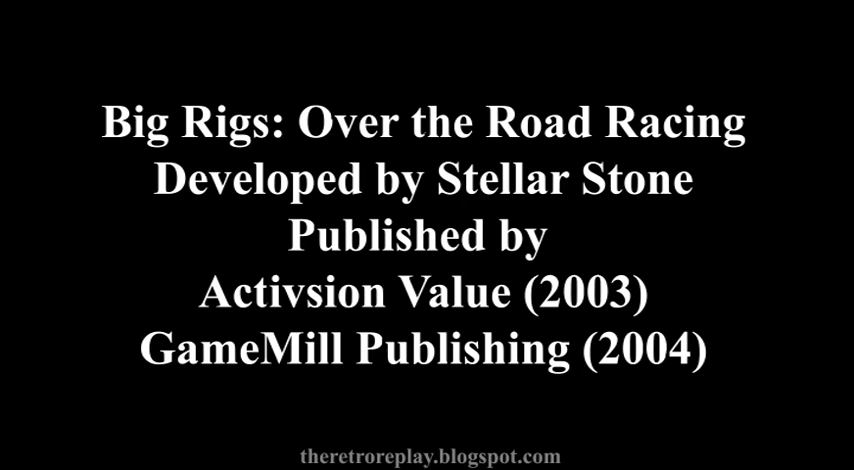 Big Rigs: Over the Road Racing
Developed by Stellar Stone
Published by
Activsion Value (2003)
GameMill Publishing (2004)
theretroreplay.blogspot.com